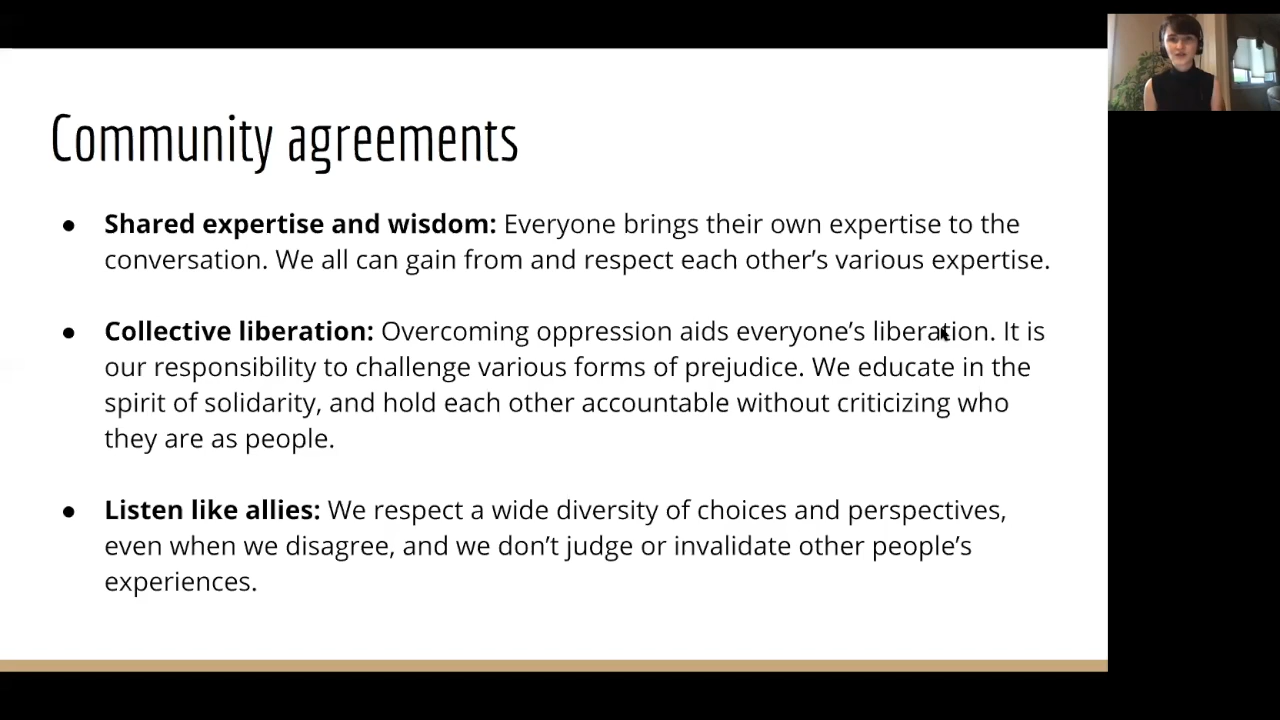 Community agreements
● Shared expertise and wisdom: Everyone brings their own expertise to the
conversation. We all can gain from and respect each other’s various expertise.
● Collective liberation: Overcoming oppression aids everyone’s liberation. It is
our responsibility to challenge various forms of prejudice. We educate in the
spirit of solidarity, and hold each other accountable without criticizing who
they are as people.
● Listen like allies: We respect a wide diversity of choices and perspectives,
even when we disagree, and we don’t judge or invalidate other people’s
experiences.